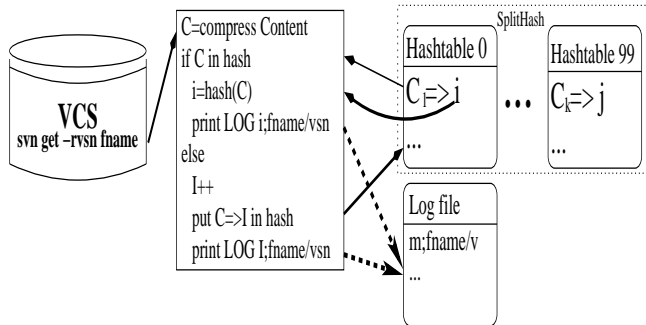 VCS
svn get –rvsn fname
C=compress Content
if C in hash
i=hash(C)
print LOG i;fname/vsn
else
I++
put C=>I in hash
print LOG I;fname/vsn
SplitHash
Hashtable 0
C1=> i
...
...
Hashtable 99
Ck=> j
...
Log file
m;fname/v
...